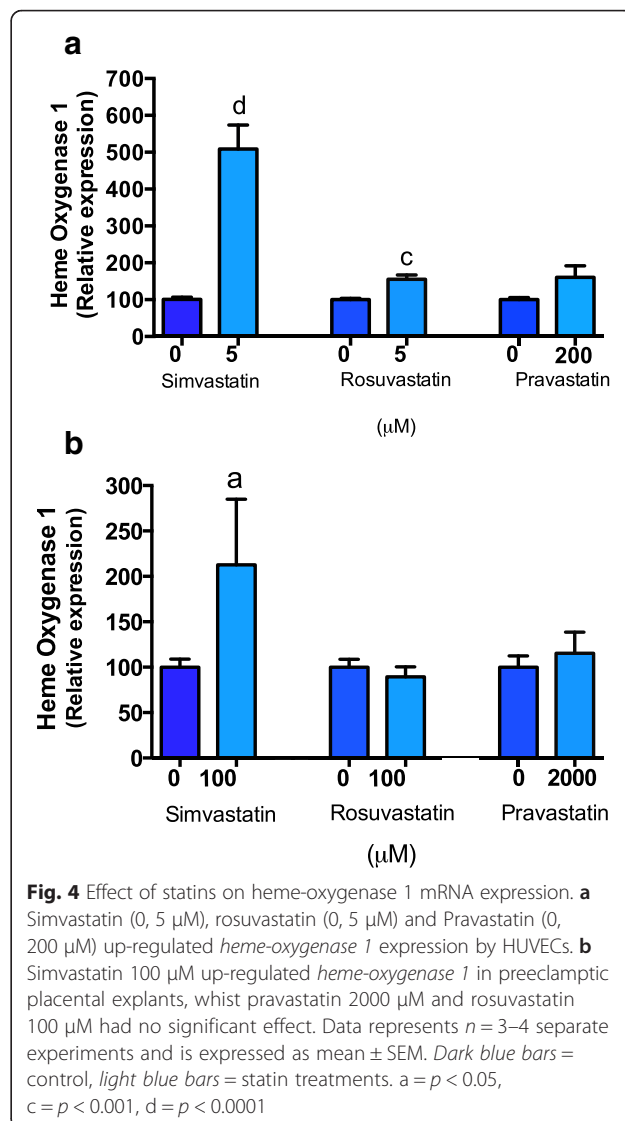 a
Heme Oxygenase 1
(Relative expression)
700
600
500
400
300
200
100
0
d
c
0 5 0 5 0 200
Simvastatin Rosuvastatin Pravastatin
(μM)
b
Heme Oxygenase 1
(Relative expression)
300
250
200
150
100
50
0
a
0 100 0 100 0 2000
Simvastatin Rosuvastatin Pravastatin
(μM)
Fig. 4 Effect of statins on heme-oxygenase 1 mRNA expression. a
Simvastatin (0, 5 μM), rosuvastatin (0, 5 μM) and Pravastatin (0,
200 μM) up-regulated heme-oxygenase 1 expression by HUVECs. b
Simvastatin 100 μM up-regulated heme-oxygenase 1 in preeclamptic
placental explants, whist pravastatin 2000 μM and rosuvastatin
100 μM had no significant effect. Data represents n = 3–4 separate
experiments and is expressed as mean ± SEM. Dark blue bars =
control, light blue bars = statin treatments. a = p < 0.05,
c = p < 0.001, d = p < 0.0001